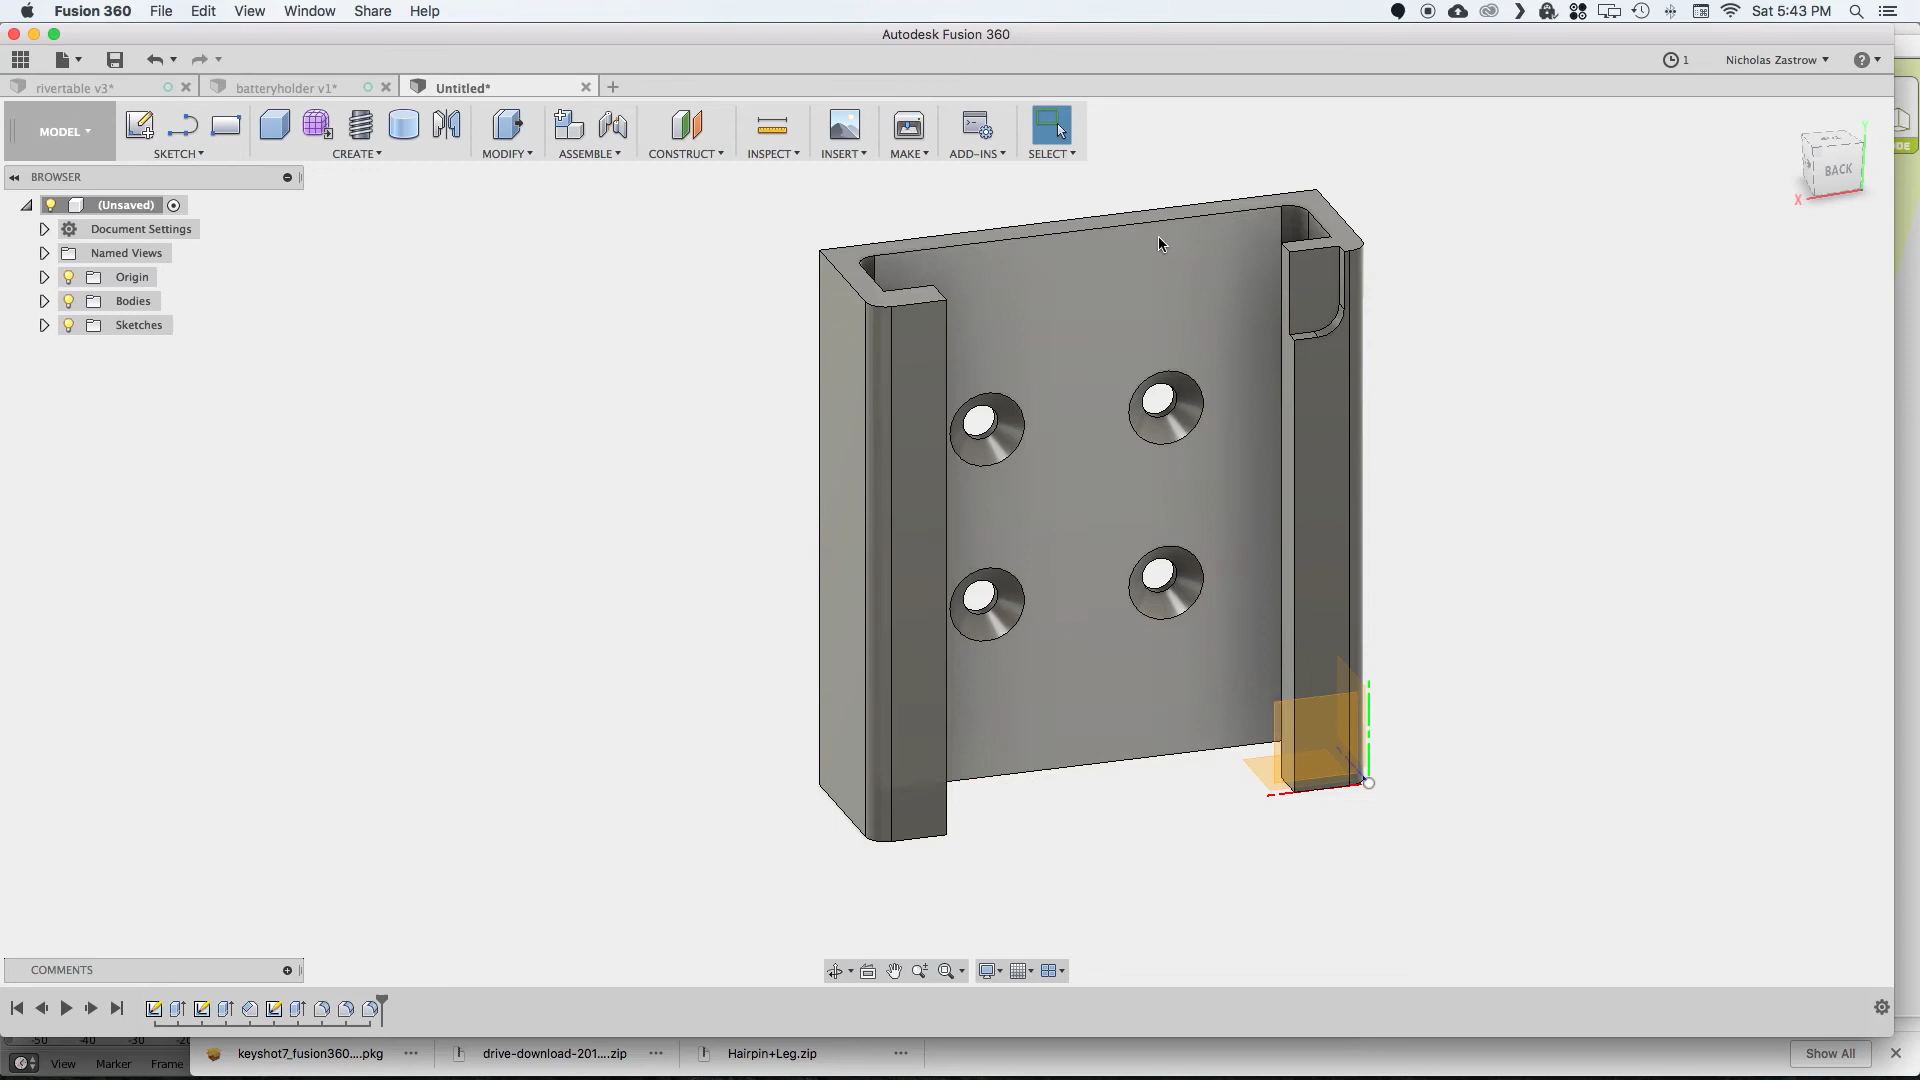 Fusion 360 File Edit View Window Share Help Sat 5:43 PM
Autodesk Fusion 360
1 Nicholas Zastrow
rivertable v3* batteryholder v1* Untitled*
MODEL SKETCH CREATE MODIFY ASSEMBLE CONSTRUCT INSPECT INSERT MAKE ADD-INS SELECT
BROWSER
(Unsaved)
Document Settings
Named Views
Origin
Bodies
Sketches
BACK
X
Y
COMMENTS
-50 -40 -30
View Marker Frame
keyshot7_fusion360....pkg drive-download-201....zip Hairpin+Leg.zip Show All